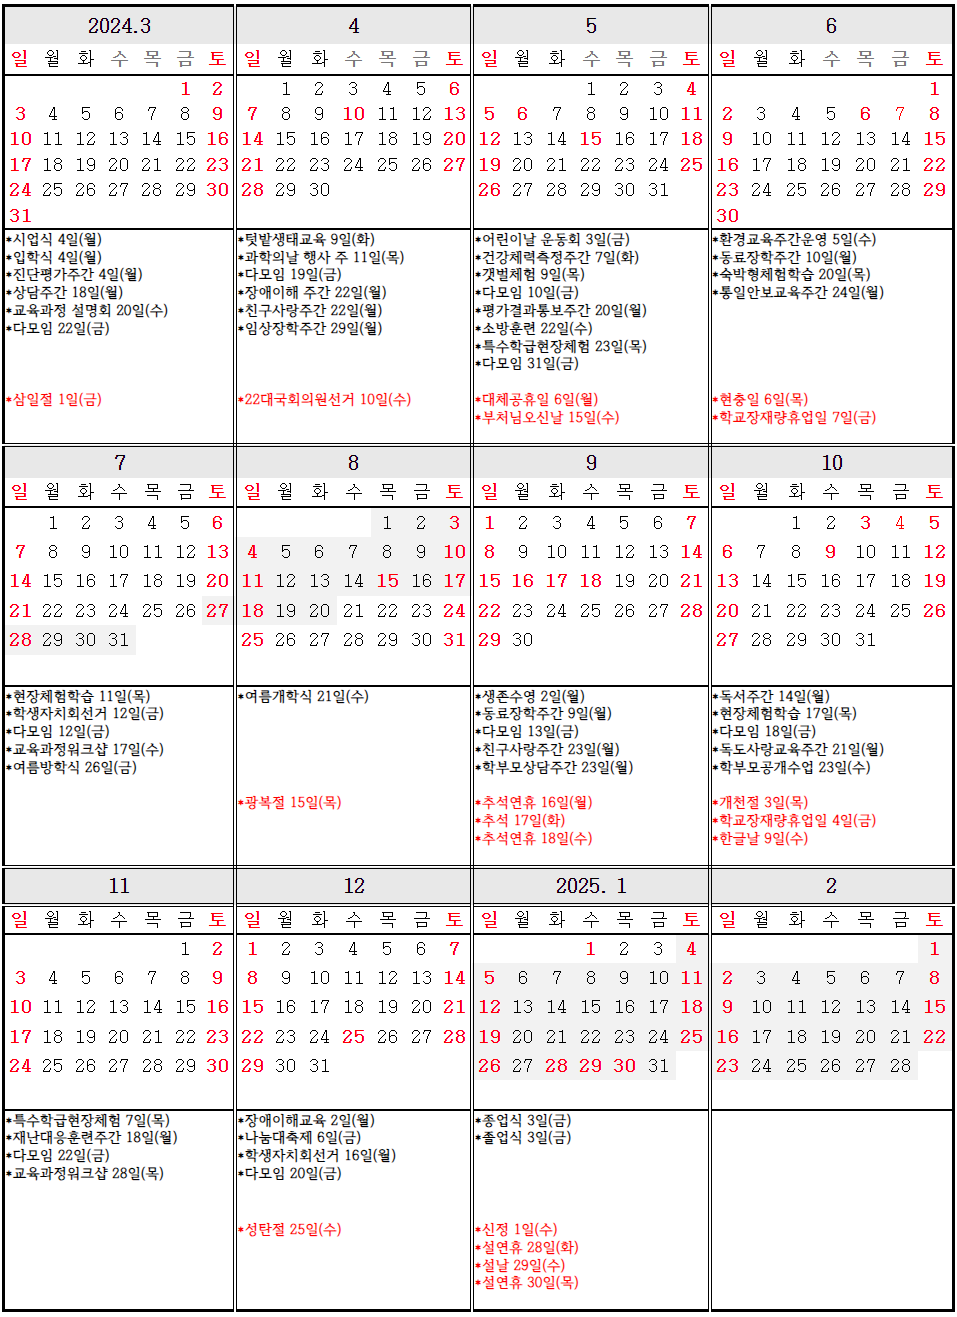 2024.3
일 월 화 수 목 금 토
1 2
3 4 5 6 7 8 9
10 11 12 13 14 15 16
17 18 19 20 21 22 23
24 25 26 27 28 29 30
31
*시업식 4일(월)
*입학식 4일(월)
*진단평가주간 4일(월)
*상담주간 18일(월)
*교육과정 설명회 20일(수)
*다모임 22일(금)
*삼일절 1일(금)
4
일 월 화 수 목 금 토
1 2 3 4 5 6
7 8 9 10 11 12 13
14 15 16 17 18 19 20
21 22 23 24 25 26 27
28 29 30
*텃밭생태교육 9일(화)
*과학의날 행사 주 11일(목)
*다모임 19일(금)
*장애이해 주간 22일(월)
*친구사랑주간 22일(월)
*임상장학주간 29일(월)
*22대국회의원선거 10일(수)
5
일 월 화 수 목 금 토
1 2 3 4
5 6 7 8 9 10 11
12 13 14 15 16 17 18
19 20 21 22 23 24 25
26 27 28 29 30 31
*어린이날 운동회 3일(금)
*건강체력측정주간 7일(화)
*갯벌체험 9일(목)
*다모임 10일(금)
*평가결과통보주간 20일(월)
*소방훈련 22일(수)
*특수학급현장체험 23일(목)
*다모임 31일(금)
*대체공휴일 6일(월)
*부처님오신날 15일(수)
6
일 월 화 수 목 금 토
1
2 3 4 5 6 7 8
9 10 11 12 13 14 15
16 17 18 19 20 21 22
23 24 25 26 27 28 29
30
*환경교육주간운영 5일(수)
*동료장학주간 10일(월)
*숙박형체험학습 20일(목)
*통일안보교육주간 24일(월)
*현충일 6일(목)
*학교장재량휴업일 7일(금)
7
일 월 화 수 목 금 토
1 2 3 4 5 6
7 8 9 10 11 12 13
14 15 16 17 18 19 20
21 22 23 24 25 26 27
28 29 30 31
*현장체험학습 11일(목)
*학생자치회선거 12일(금)
*다모임 12일(금)
*교육과정워크샵 17일(수)
*여름방학식 26일(금)
8
일 월 화 수 목 금 토
1 2 3
4 5 6 7 8 9 10
11 12 13 14 15 16 17
18 19 20 21 22 23 24
25 26 27 28 29 30 31
*여름개학식 21일(수)
*광복절 15일(목)
9
일 월 화 수 목 금 토
1 2 3 4 5 6 7
8 9 10 11 12 13 14
15 16 17 18 19 20 21
22 23 24 25 26 27 28
29 30
*생존수영 2일(월)
*동료장학주간 9일(월)
*다모임 13일(금)
*친구사랑주간 23일(월)
*학부모상담주간 23일(월)
*추석연휴 16일(월)
*추석 17일(화)
*추석연휴 18일(수)
10
일 월 화 수 목 금 토
1 2 3 4 5
6 7 8 9 10 11 12
13 14 15 16 17 18 19
20 21 22 23 24 25 26
27 28 29 30 31
*독서주간 14일(월)
*현장체험학습 17일(목)
*다모임 18일(금)
*독도사랑교육주간 21일(월)
*학부모공개수업 23일(수)
*개천절 3일(목)
*학교장재량휴업일 4일(금)
*한글날 9일(수)
11
일 월 화 수 목 금 토
1 2
3 4 5 6 7 8 9
10 11 12 13 14 15 16
17 18 19 20 21 22 23
24 25 26 27 28 29 30
*특수학급현장체험 7일(목)
*재난대응훈련주간 18일(월)
*다모임 22일(금)
*교육과정워크샵 28일(목)
12
일 월 화 수 목 금 토
1 2 3 4 5 6 7
8 9 10 11 12 13 14
15 16 17 18 19 20 21
22 23 24 25 26 27 28
29 30 31
*장애이해교육 2일(월)
*나눔대축제 6일(금)
*학생자치회선거 16일(월)
*다모임 20일(금)
*성탄절 25일(수)
2025. 1
일 월 화 수 목 금 토
1 2 3 4
5 6 7 8 9 10 11
12 13 14 15 16 17 18
19 20 21 22 23 24 25
26 27 28 29 30 31
*종업식 3일(금)
*졸업식 3일(금)
*신정 1일(수)
*설연휴 28일(화)
*설날 29일(수)
*설연휴 30일(목)
2
일 월 화 수 목 금 토
1
2 3 4 5 6 7 8
9 10 11 12 13 14 15
16 17 18 19 20 21 22
23 24 25 26 27 28